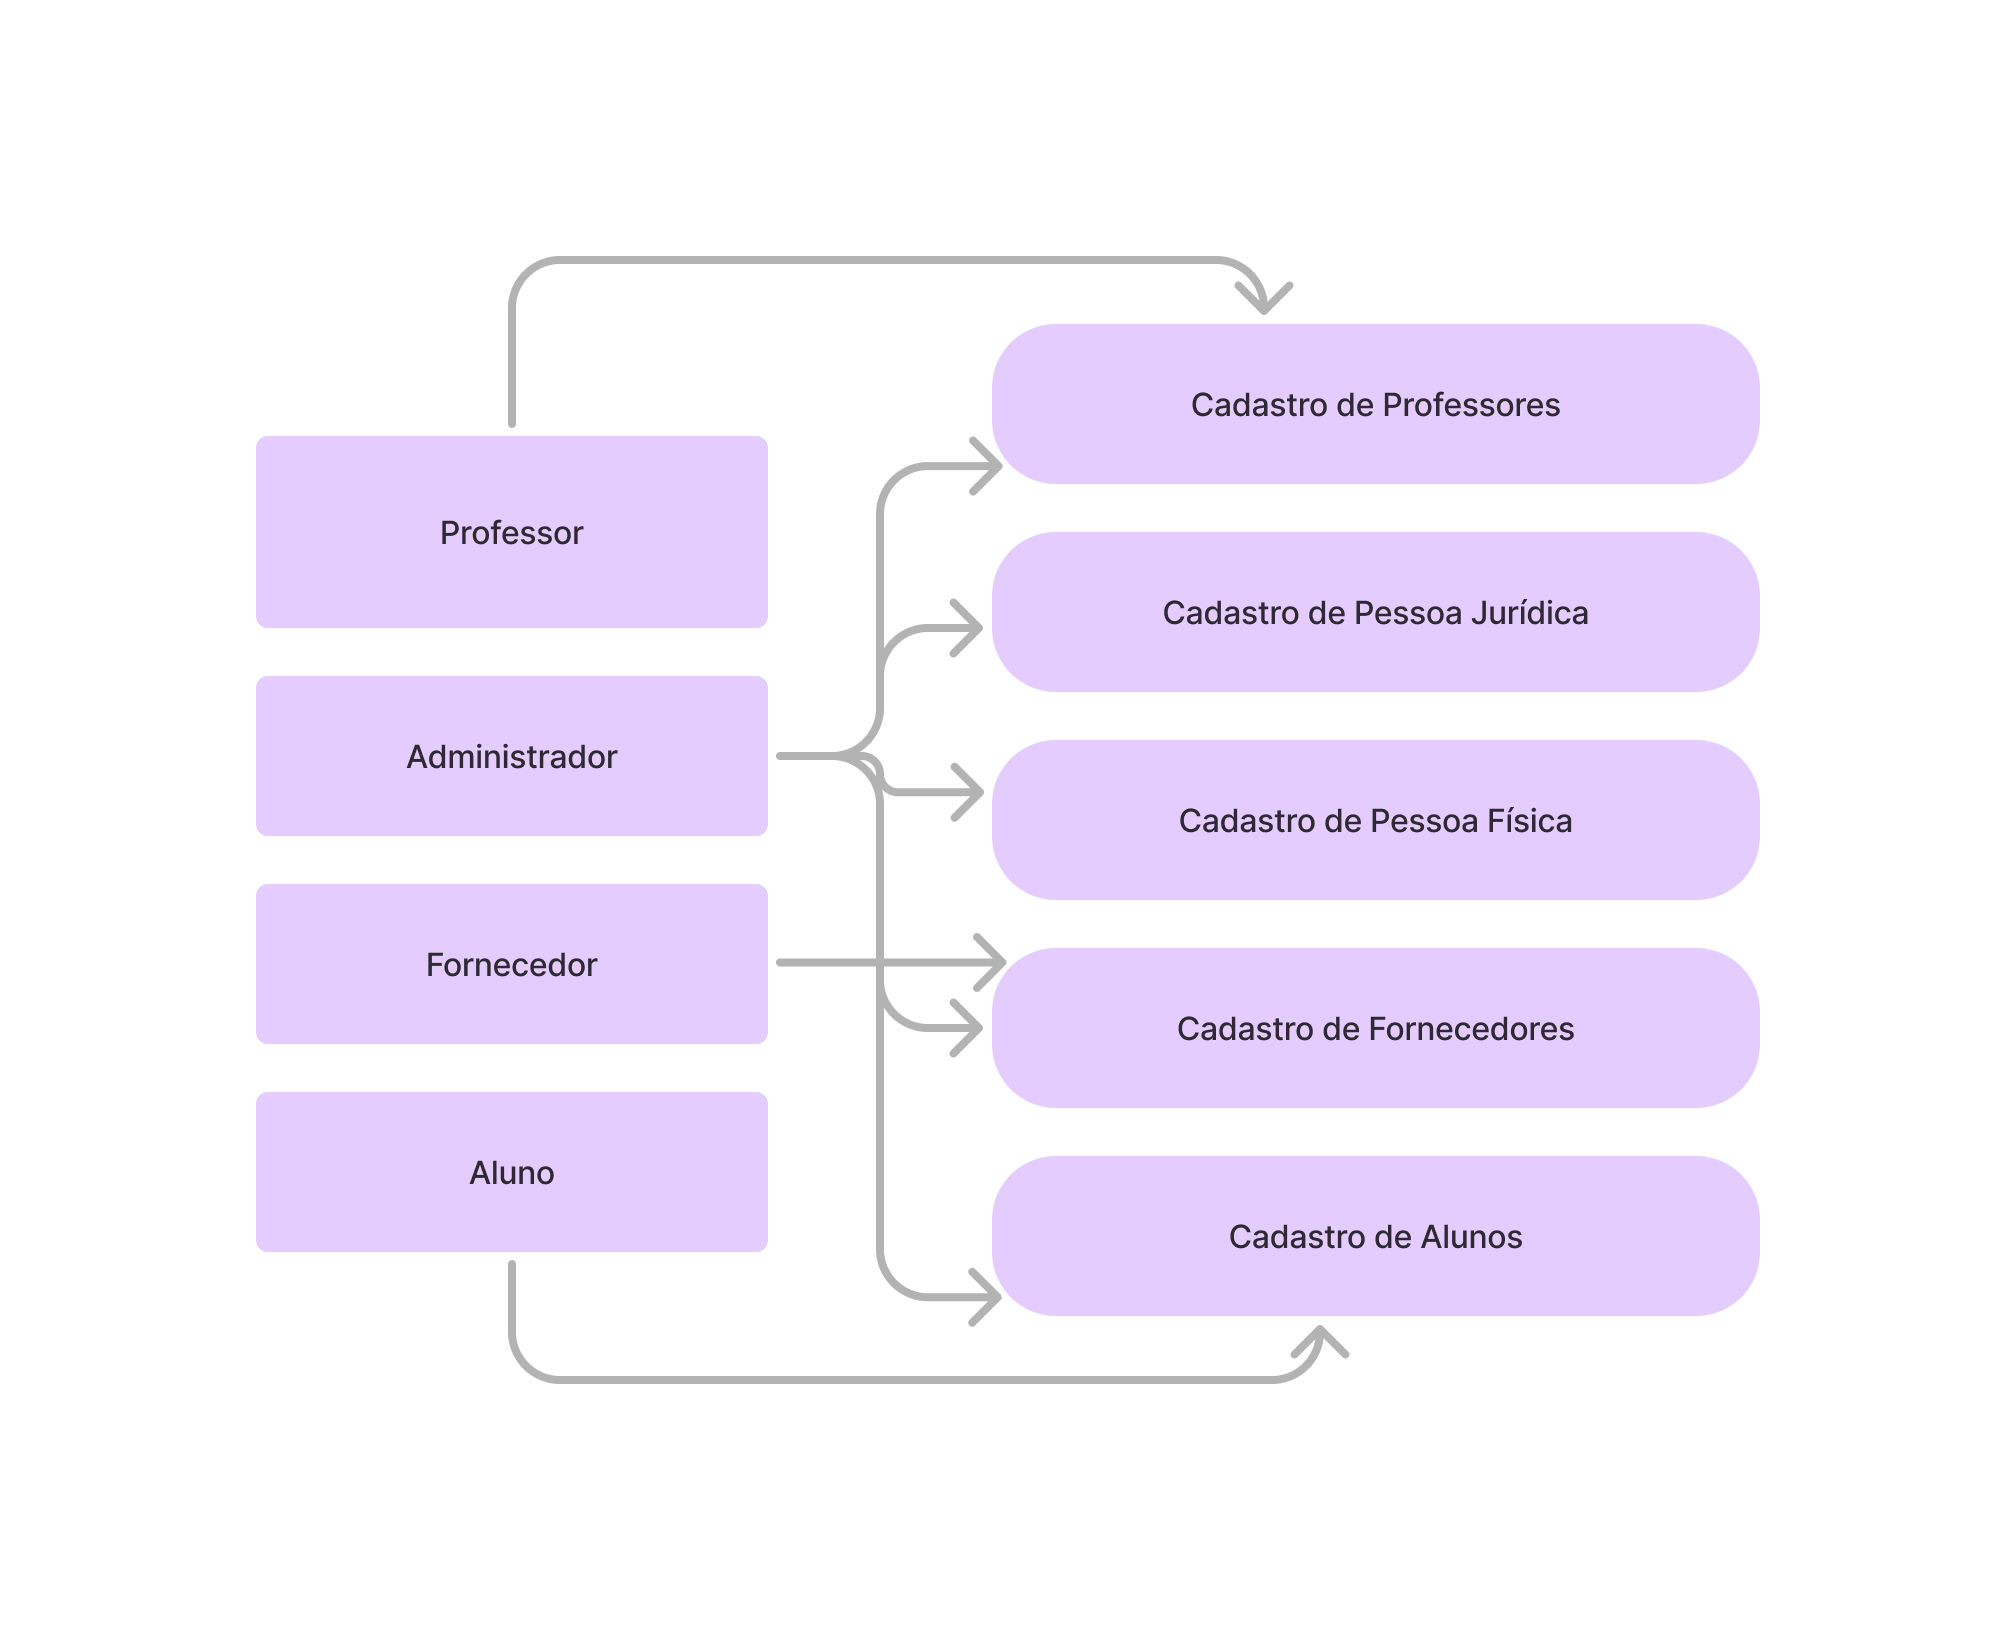 Professor
Administrador
Fornecedor
Aluno
Cadastro de Professores
Cadastro de Pessoa Jurídica
Cadastro de Pessoa Física
Cadastro de Fornecedores
Cadastro de Alunos